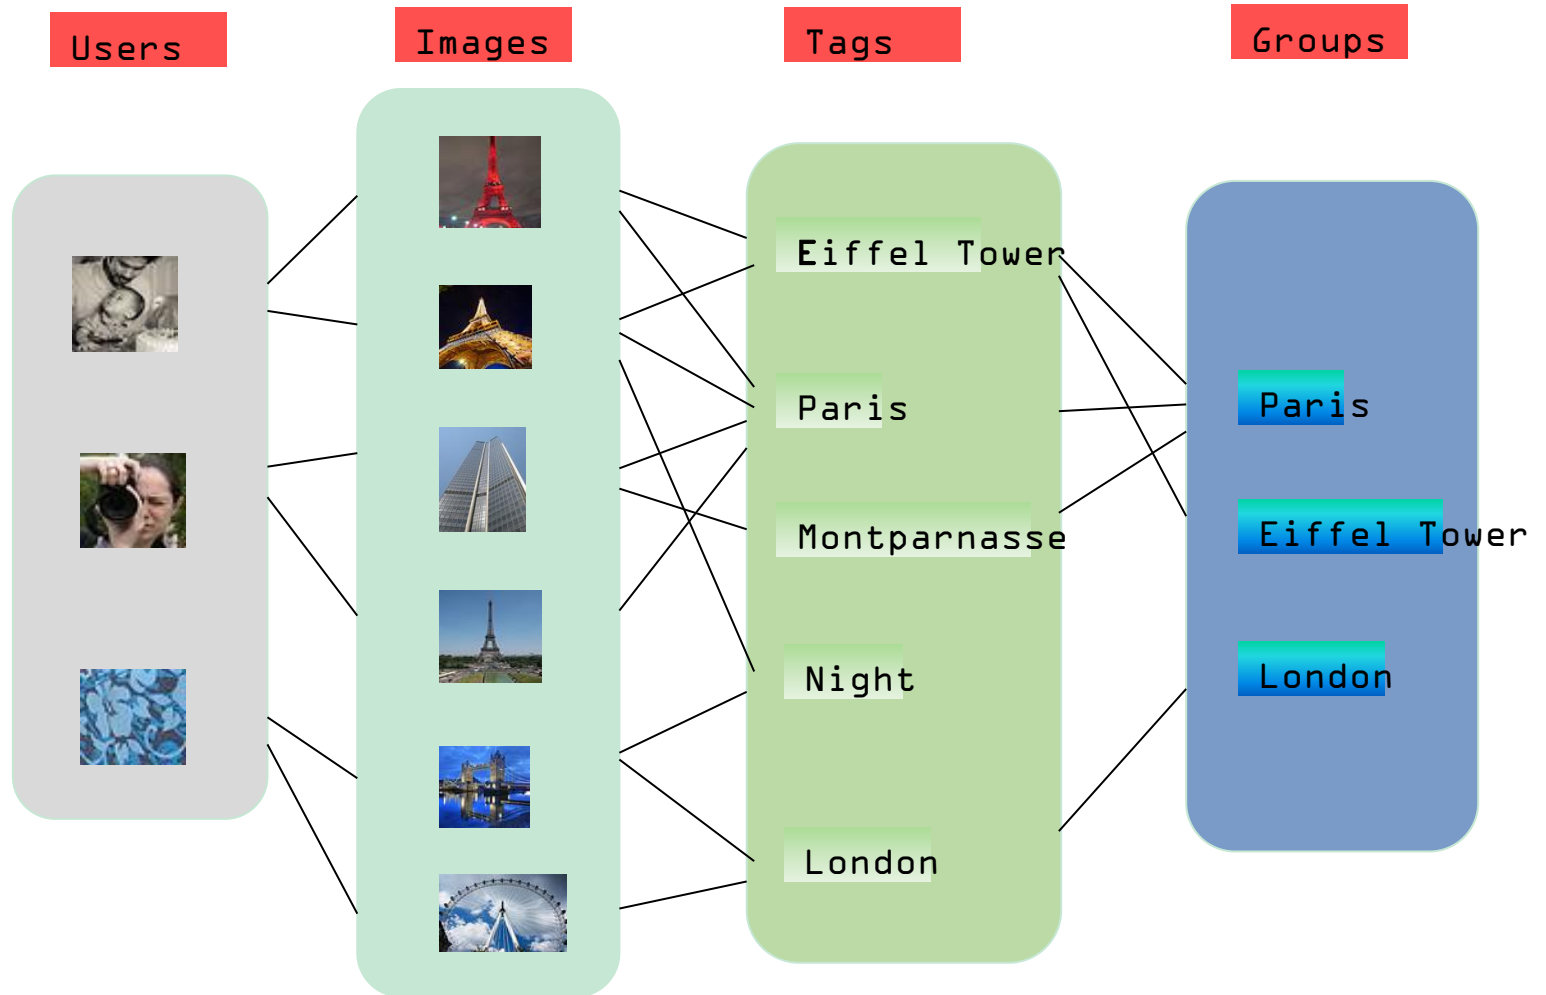 Users
Images
Tags
Groups
Eiffel Tower
Paris
Montparnasse
Night
London
Paris
Eiffel Tower
London